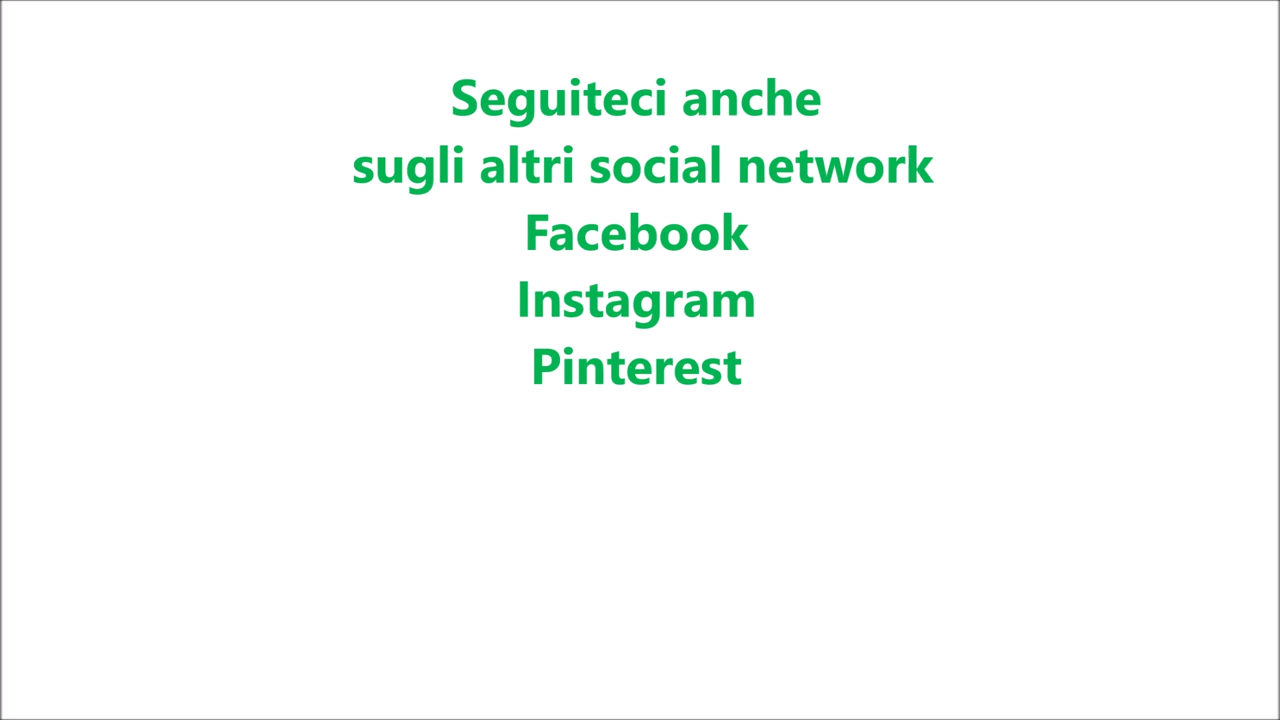 Seguiteci anche
sugli altri social network
Facebook
Instagram
Pinterest